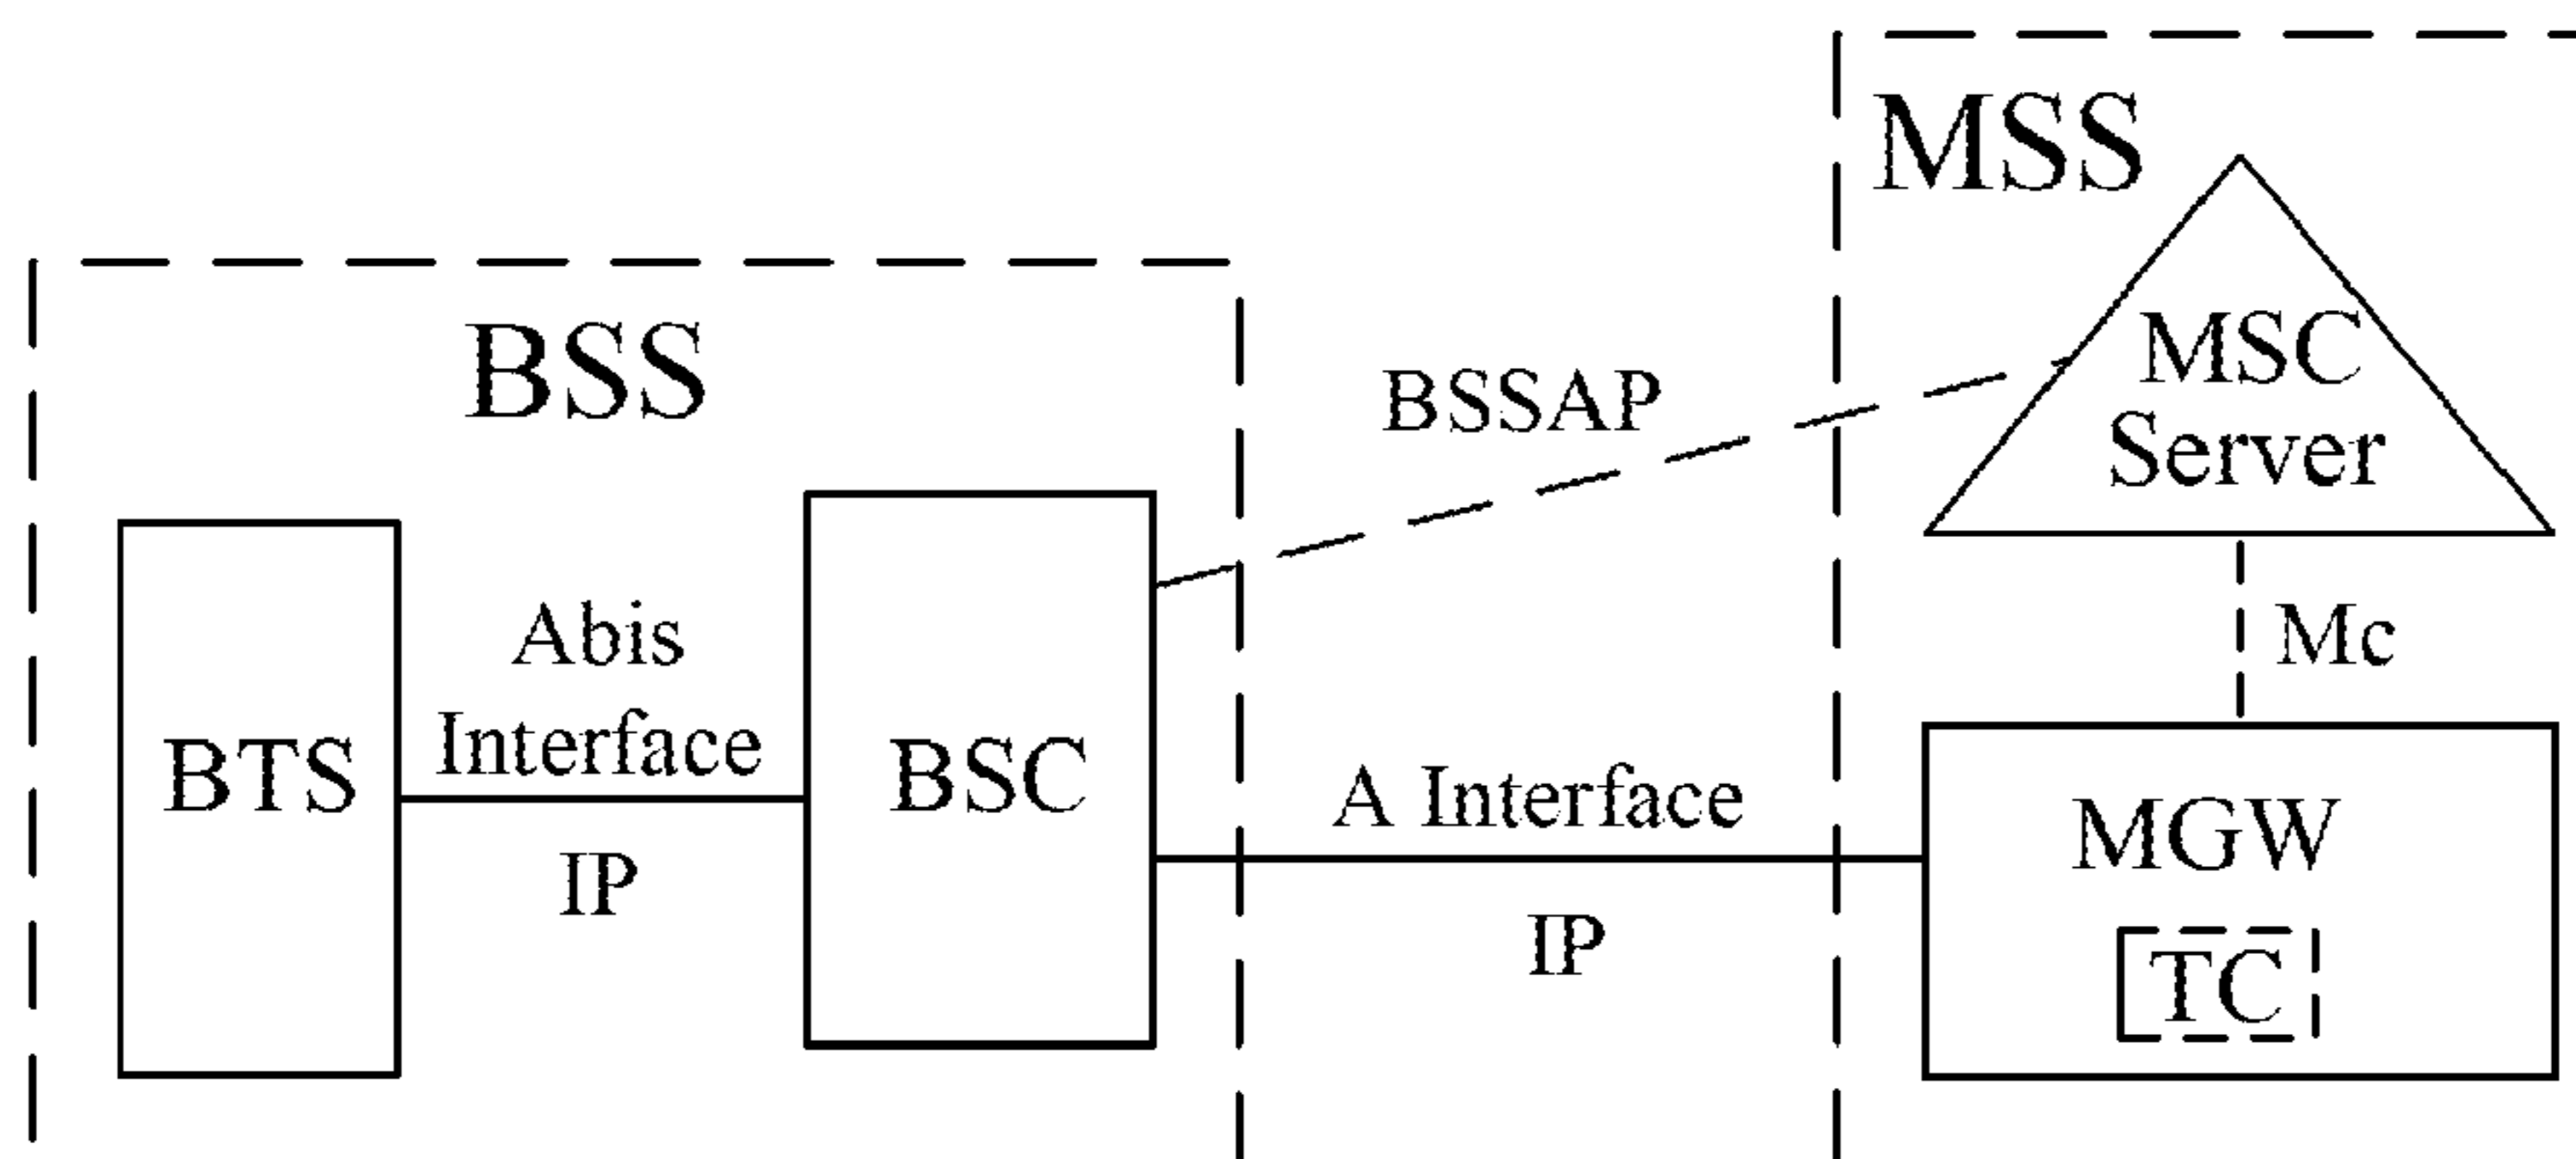 MSS
BSS
MSC
Server
BSSAP
Abis
Interface
Mc
BTS
BSC
A Interface
MGW
IP
IP
TC